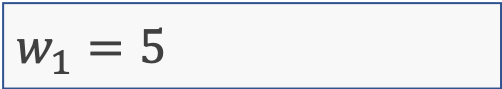 w₁ = 5